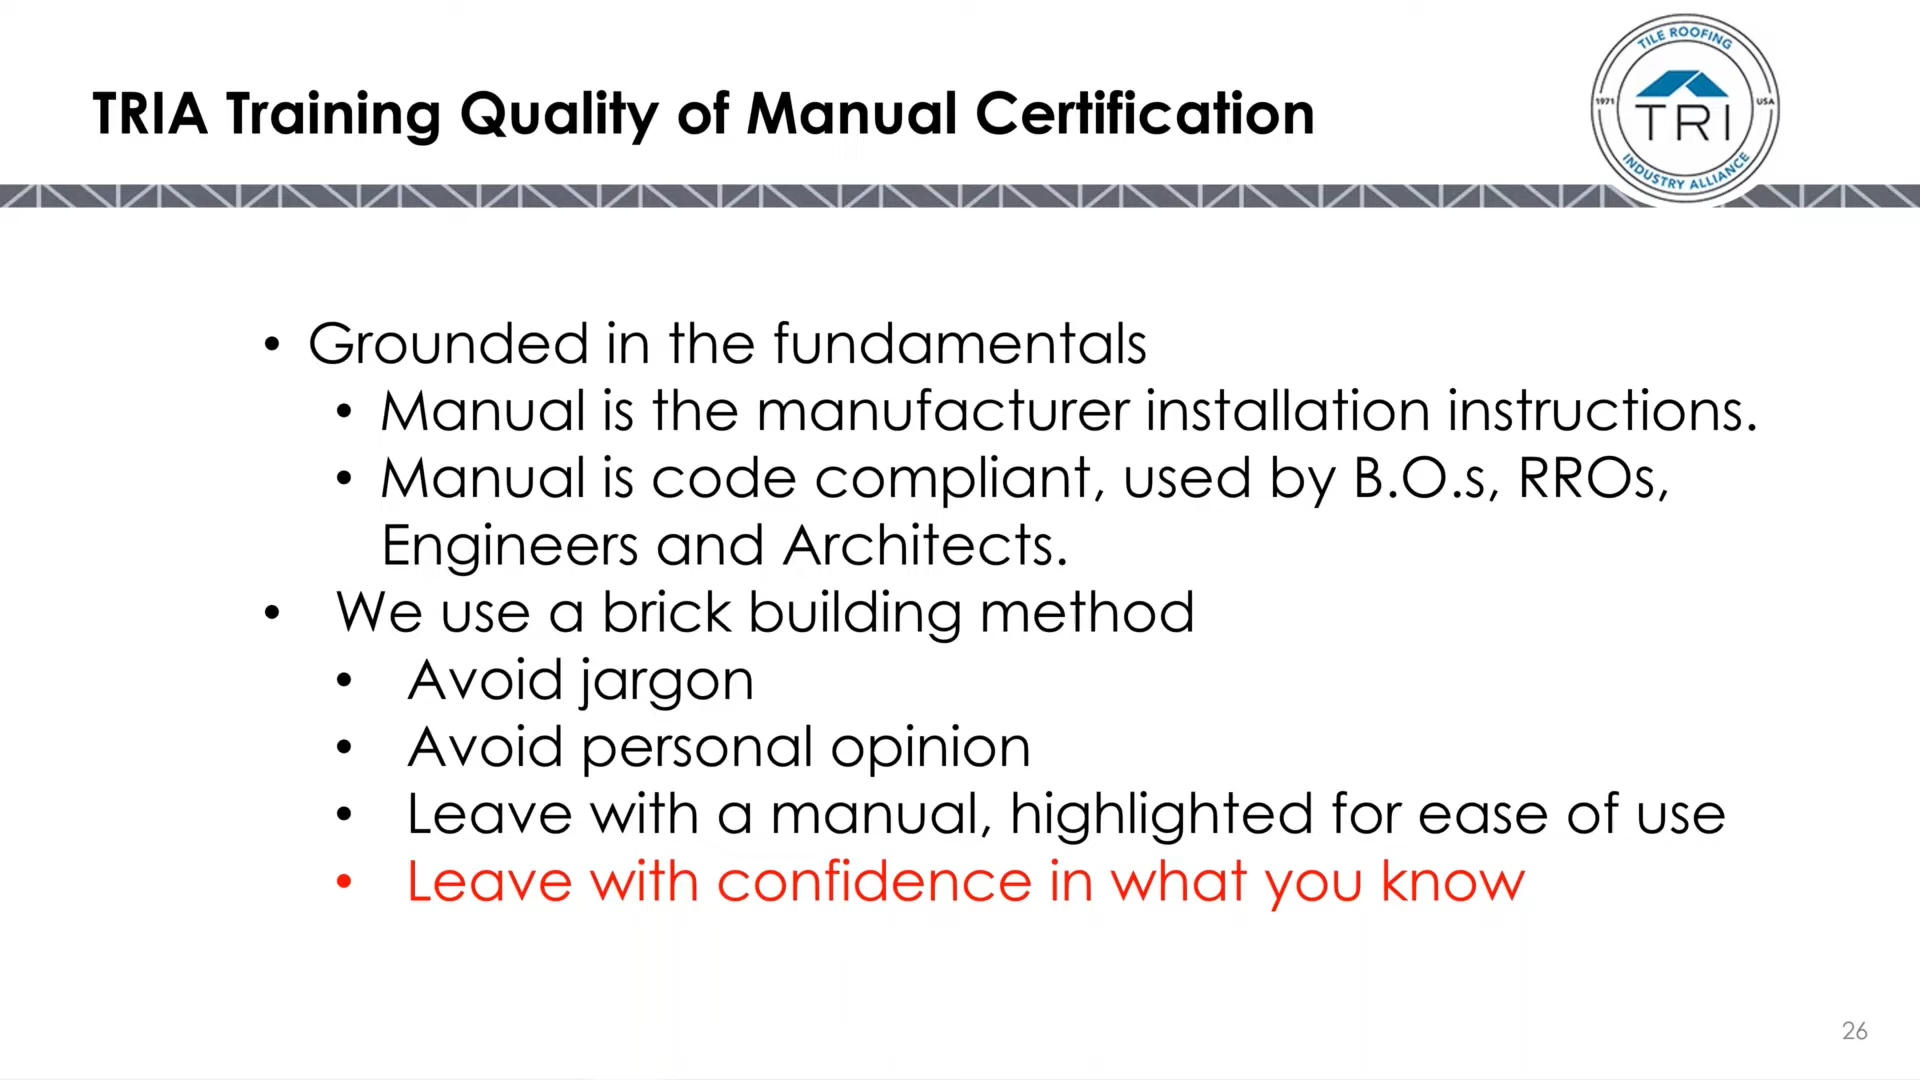 TRIA Training Quality of Manual Certification
TILE ROOFING
1971
USA
TRI
INDUSTRY ALLIANCE
• Grounded in the fundamentals
• Manual is the manufacturer installation instructions.
• Manual is code compliant, used by B.O.s, RROs,
Engineers and Architects.
• We use a brick building method
• Avoid jargon
• Avoid personal opinion
• Leave with a manual, highlighted for ease of use
• Leave with confidence in what you know
26